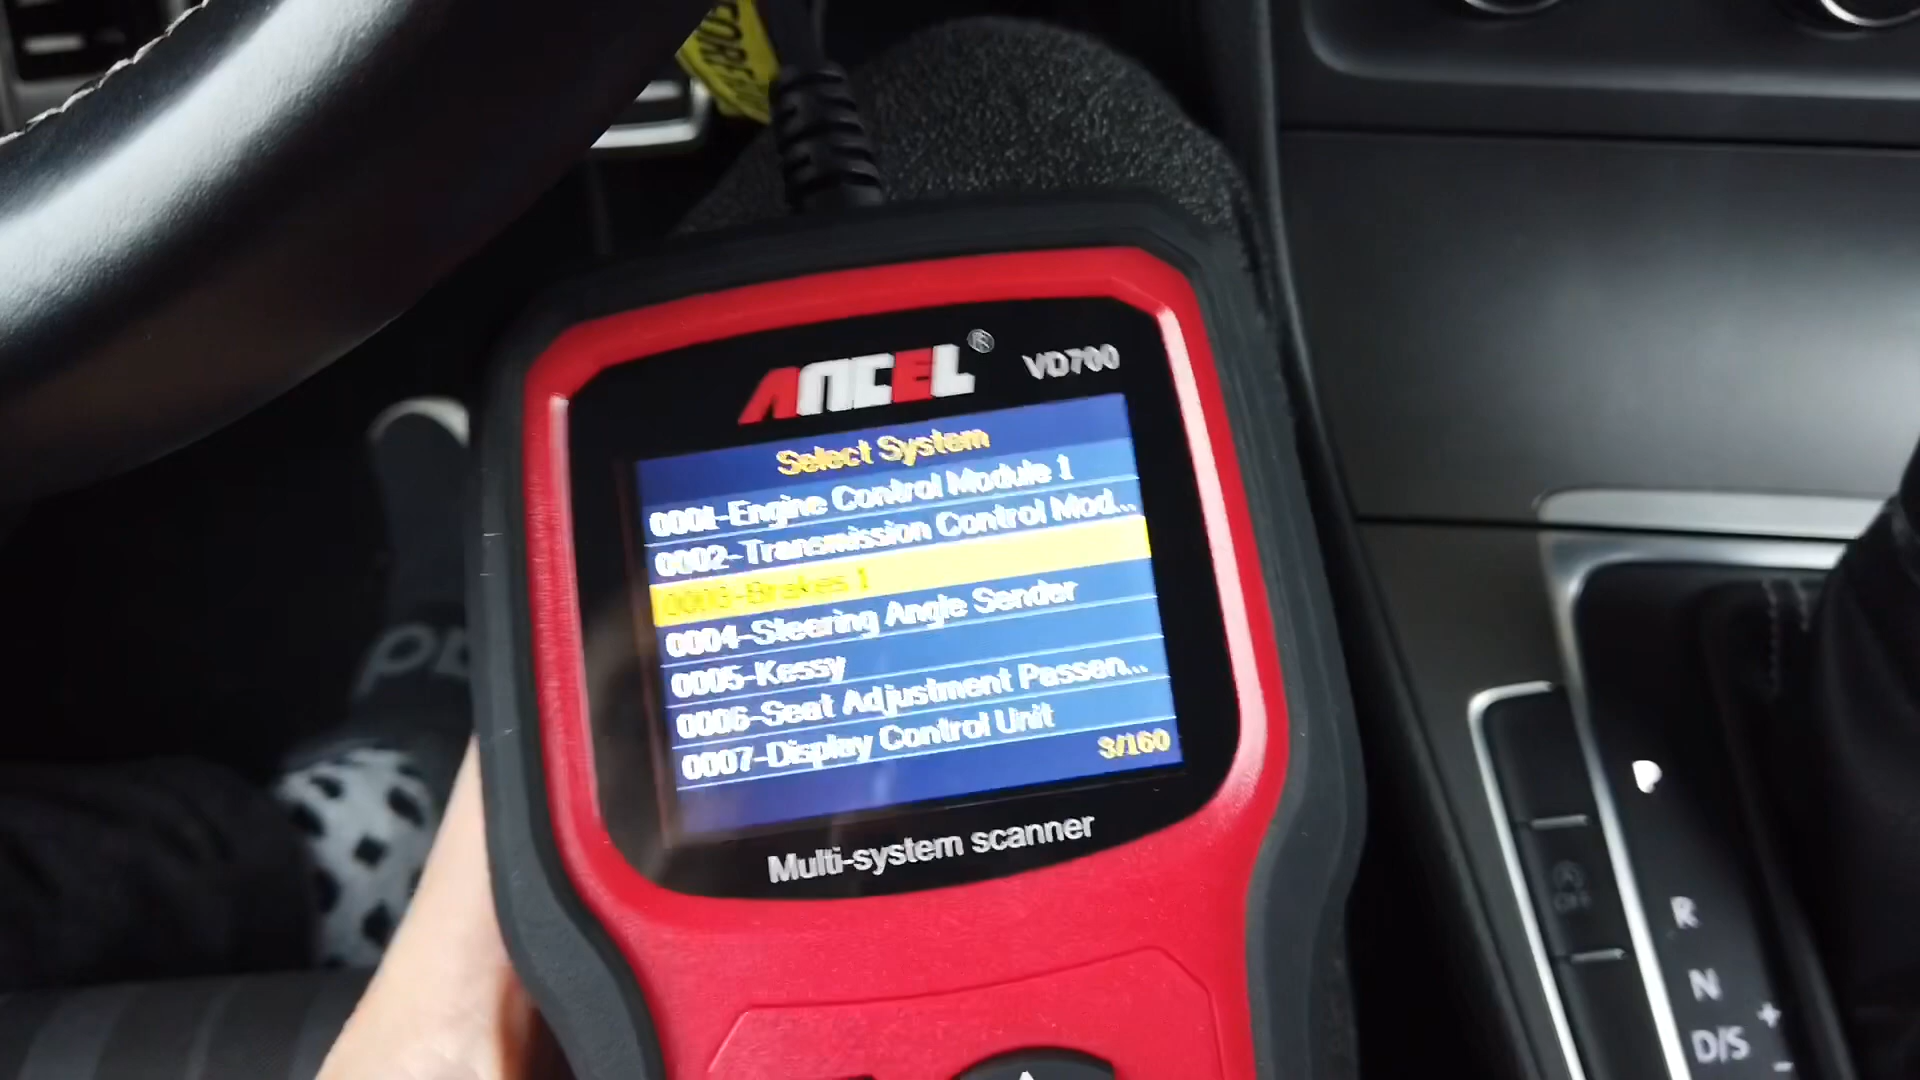 ANCEL® VD700
Select System
0001-Engine Control Module 1
0002-Transmission Control Mod...
0003-Brakes 1
0004-Steering Angle Sender
0005-Kessy
0006-Seat Adjustment Passen...
0007-Display Control Unit
3/160
Multi-system scanner
P
R
N
D/S
+
-
OFF